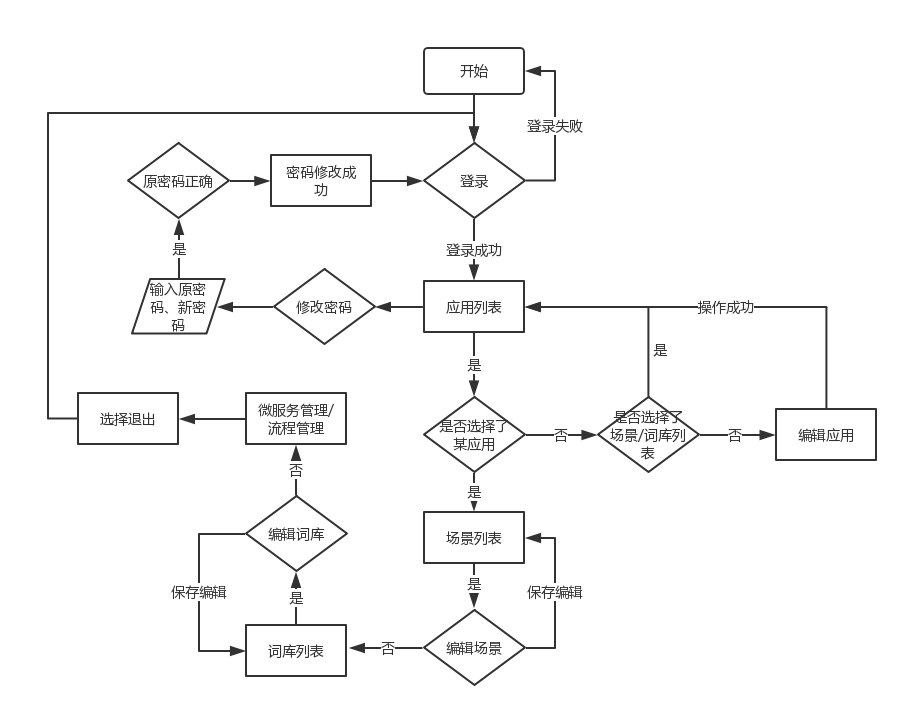 开始
登录失败
原密码正确
密码修改成
功
登录
是
登录成功
输入原密
码、新密
码
修改密码
应用列表
操作成功
是
是
选择退出
微服务管理/
流程管理
是否选择了
某应用
否
是否选择了
场景/词库列
表
否
编辑应用
否
是
编辑词库
场景列表
保存编辑
是
是
保存编辑
词库列表
否
编辑场景